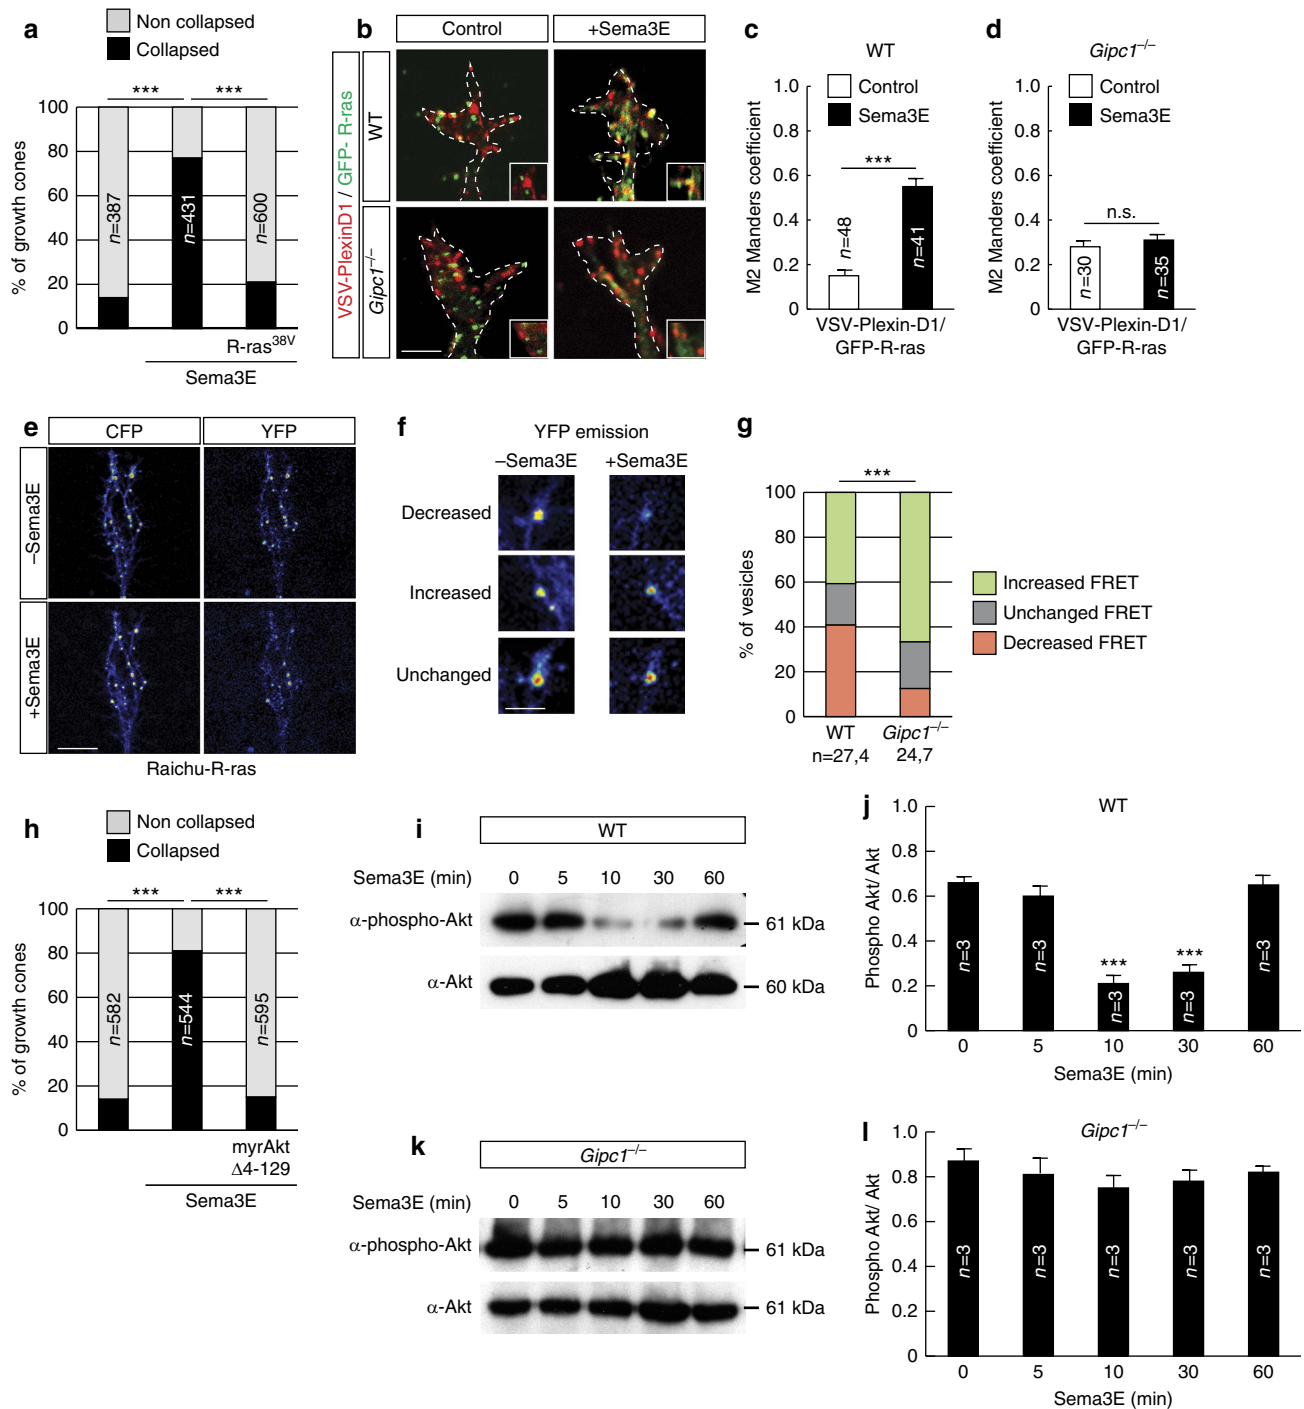 a
Non collapsed
Collapsed
***
***
% of growth cones
100
80
60
40
20
0
n=387
n=431
n=600
R-ras38V
Sema3E
b
Control
+Sema3E
VSV-PlexinD1 / GFP- R-ras
WT
Gipc1–/–
c
WT
Control
Sema3E
M2 Manders coefficient
1.0
0.8
0.6
0.4
0.2
0
***
n=48
n=41
VSV-Plexin-D1/
GFP-R-ras
d
Gipc1–/–
Control
Sema3E
M2 Manders coefficient
1.0
0.8
0.6
0.4
0.2
0
n.s.
n=30
n=35
VSV-Plexin-D1/
GFP-R-ras
e
CFP
YFP
–Sema3E
+Sema3E
Raichu-R-ras
f
YFP emission
–Sema3E
+Sema3E
Decreased
Increased
Unchanged
g
***
% of vesicles
100
80
60
40
20
0
WT
n=27,4
Gipc1–/–
24,7
Increased FRET
Unchanged FRET
Decreased FRET
h
Non collapsed
Collapsed
***
***
% of growth cones
100
80
60
40
20
0
n=582
n=544
n=595
myrAkt
Δ4-129
Sema3E
i
WT
Sema3E (min) 0 5 10 30 60
α-phospho-Akt
61 kDa
α-Akt
60 kDa
j
WT
Phospho Akt/ Akt
1.0
0.8
0.6
0.4
0.2
0
n=3
n=3
***
n=3
***
n=3
n=3
0 5 10 30 60
Sema3E (min)
k
Gipc1–/–
Sema3E (min) 0 5 10 30 60
α-phospho-Akt
61 kDa
α-Akt
61 kDa
l
Gipc1–/–
Phospho Akt/ Akt
1.0
0.8
0.6
0.4
0.2
0
n=3
n=3
n=3
n=3
n=3
0 5 10 30 60
Sema3E (min)